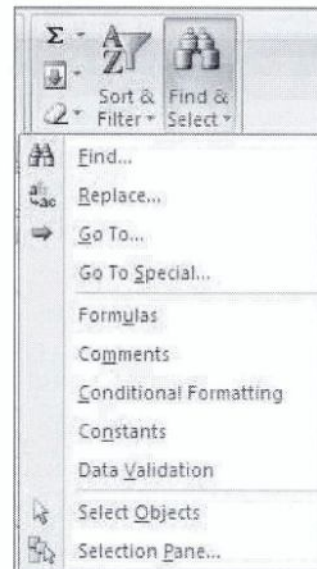 Σ
A
Z
Sort & Filter
Find & Select
Find...
Replace...
Go To...
Go To Special...
Formulas
Comments
Conditional Formatting
Constants
Data Validation
Select Objects
Selection Pane...